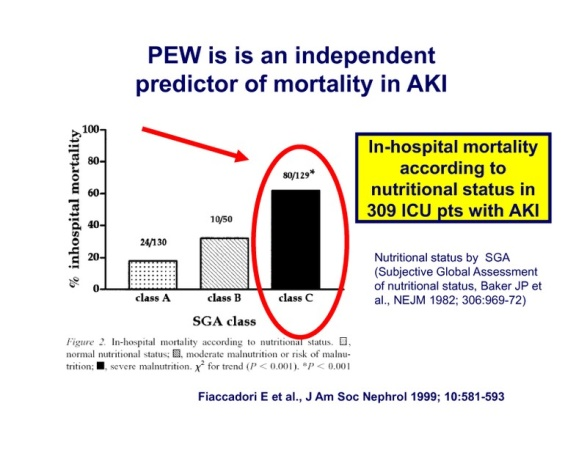 PEW is is an independent
predictor of mortality in AKI
% inhospital mortality
100
80
60
40
20
0
24/130
10/50
80/129*
class A
class B
class C
SGA class
In-hospital mortality
according to
nutritional status in
309 ICU pts with AKI
Nutritional status by SGA
(Subjective Global Assessment
of nutritional status, Baker JP et
al., NEJM 1982; 306:969-72)
Figure 2. In-hospital mortality according to nutritional status. ,
normal nutritional status; , moderate malnutrition or risk of malnu-
trition; , severe malnutrition. χ² for trend (P < 0.001). *P < 0.001
Fiaccadori E et al., J Am Soc Nephrol 1999; 10:581-593